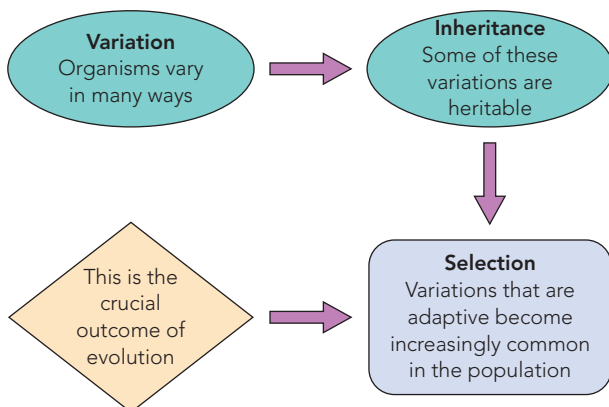 Variation
Organisms vary
in many ways
Inheritance
Some of these
variations are
heritable
This is the
crucial
outcome of
evolution
Selection
Variations that are
adaptive become
increasingly common
in the population